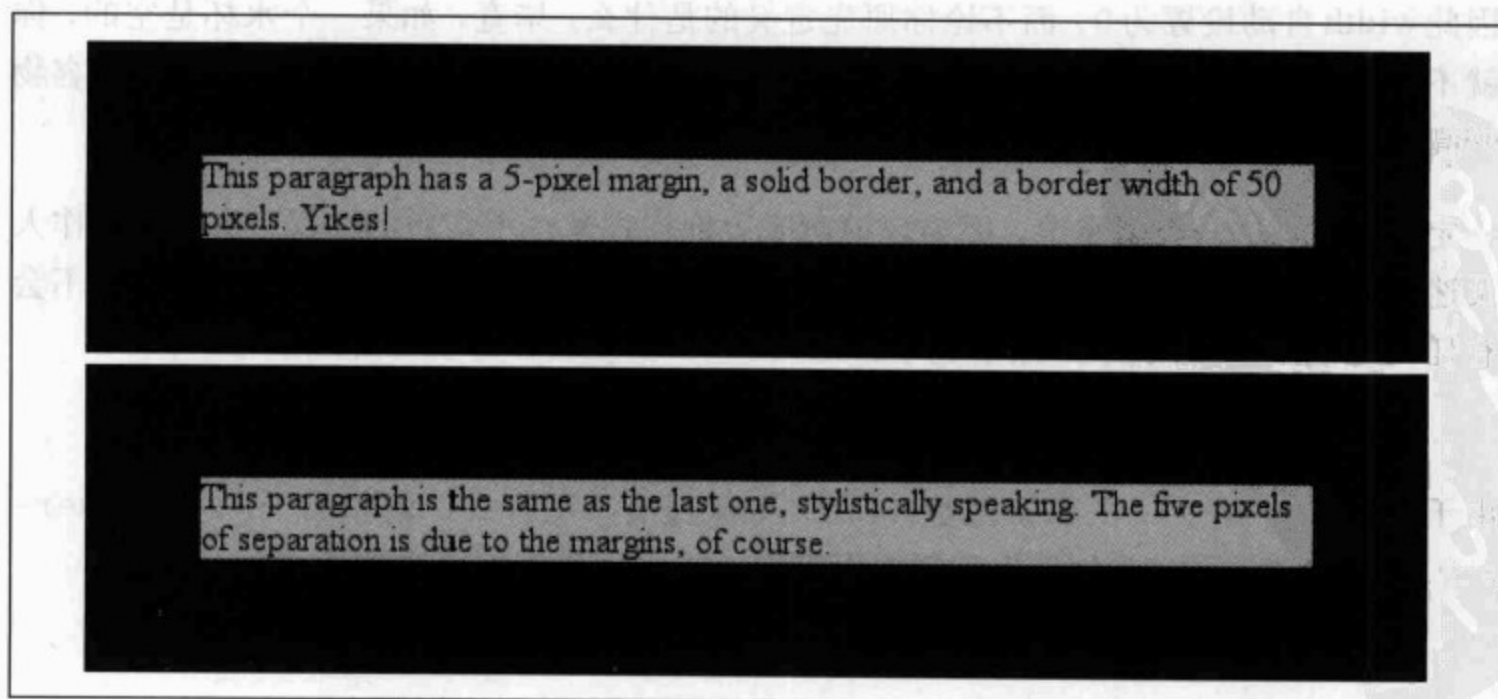 This paragraph has a 5-pixel margin, a solid border, and a border width of 50
pixels. Yikes!
This paragraph is the same as the last one, stylistically speaking. The five pixels
of separation is due to the margins, of course.